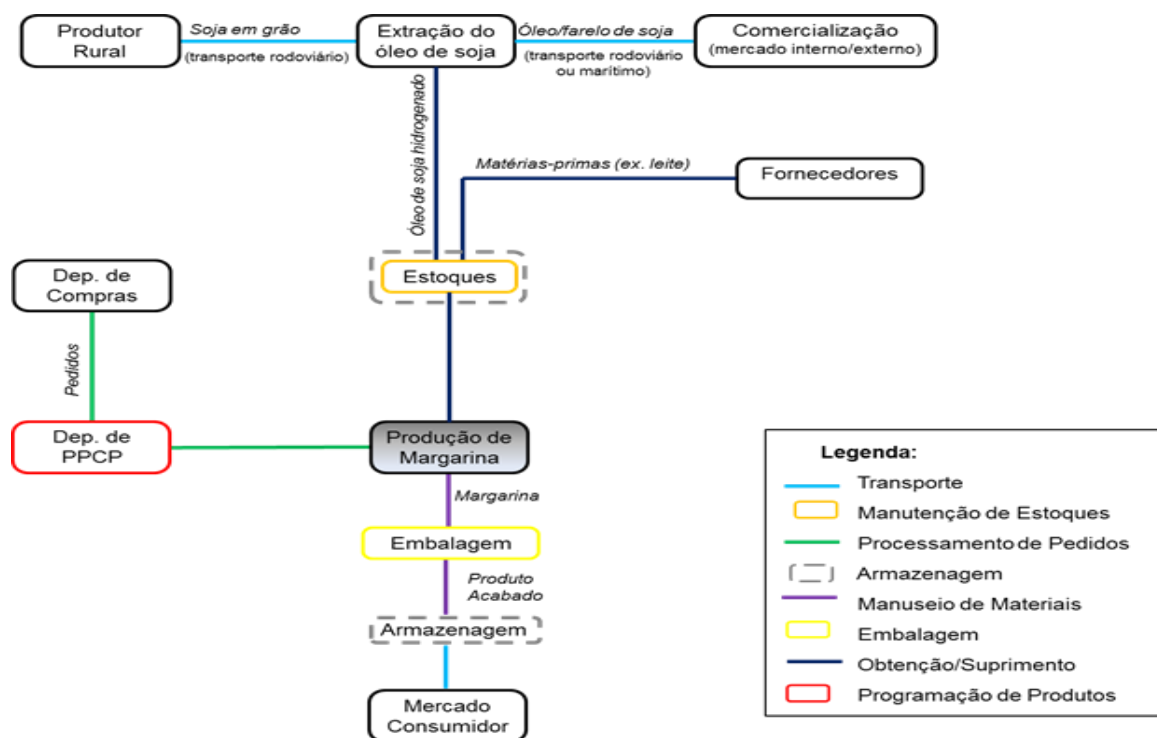 Produtor
Rural
Soja em grão
(transporte rodoviário)
Extração do
óleo de soja
Óleo/farelo de soja
(transporte rodoviário
ou marítimo)
Comercialização
(mercado interno/externo)
Óleo de soja hidrogenado
Matérias-primas (ex. leite)
Fornecedores
Estoques
Dep. de
Compras
Pedidos
Dep. de
PPCP
Produção de
Margarina
Margarina
Embalagem
Produto
Acabado
Armazenagem
Mercado
Consumidor
Legenda:
Transporte
Manutenção de Estoques
Processamento de Pedidos
Armazenagem
Manuseio de Materiais
Embalagem
Obtenção/Suprimento
Programação de Produtos